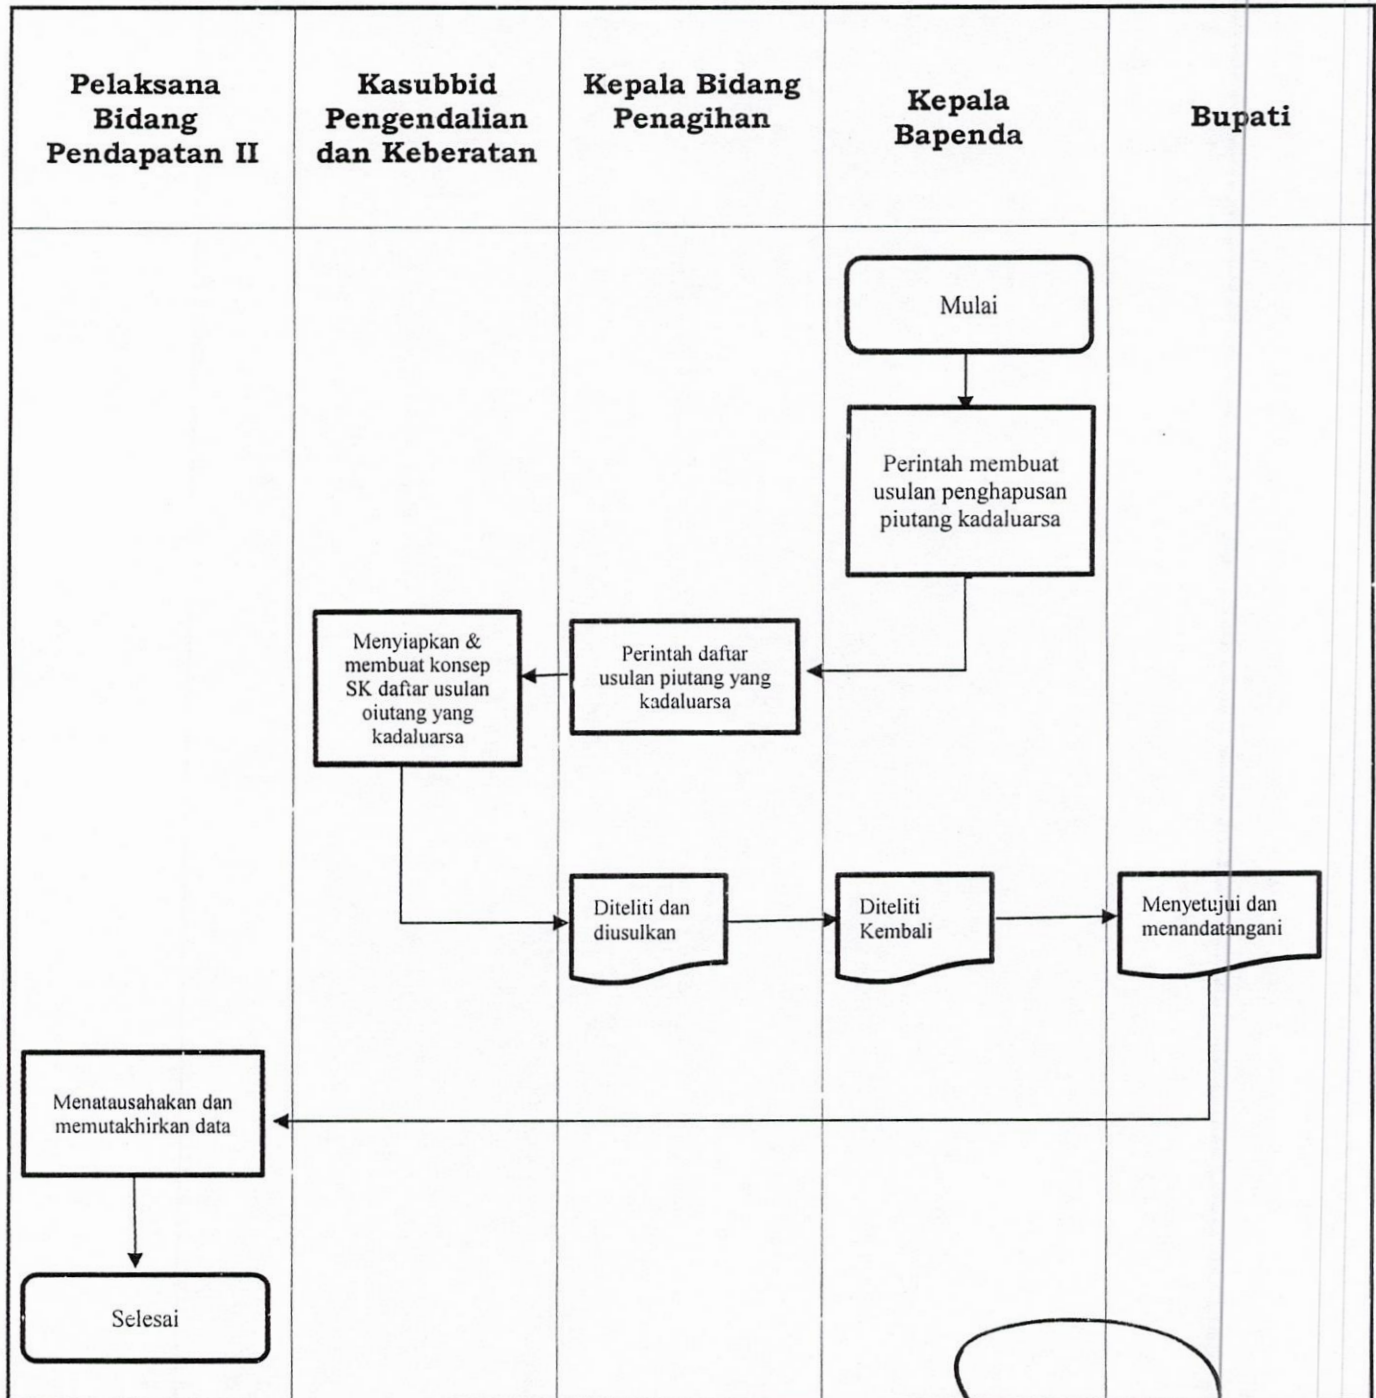 Pelaksana
Bidang
Pendapatan II
Kasubbid
Pengendalian
dan Keberatan
Kepala Bidang
Penagihan
Kepala
Bapenda
Bupati
Mulai
Perintah membuat
usulan penghapusan
piutang kadaluarsa
Perintah daftar
usulan piutang yang
kadaluarsa
Menyiapkan &
membuat konsep
SK daftar usulan
oiutang yang
kadaluarsa
Diteliti dan
diusulkan
Diteliti
Kembali
Menyetujui dan
menandatangani
Menatausahakan dan
memutakhirkan data
Selesai